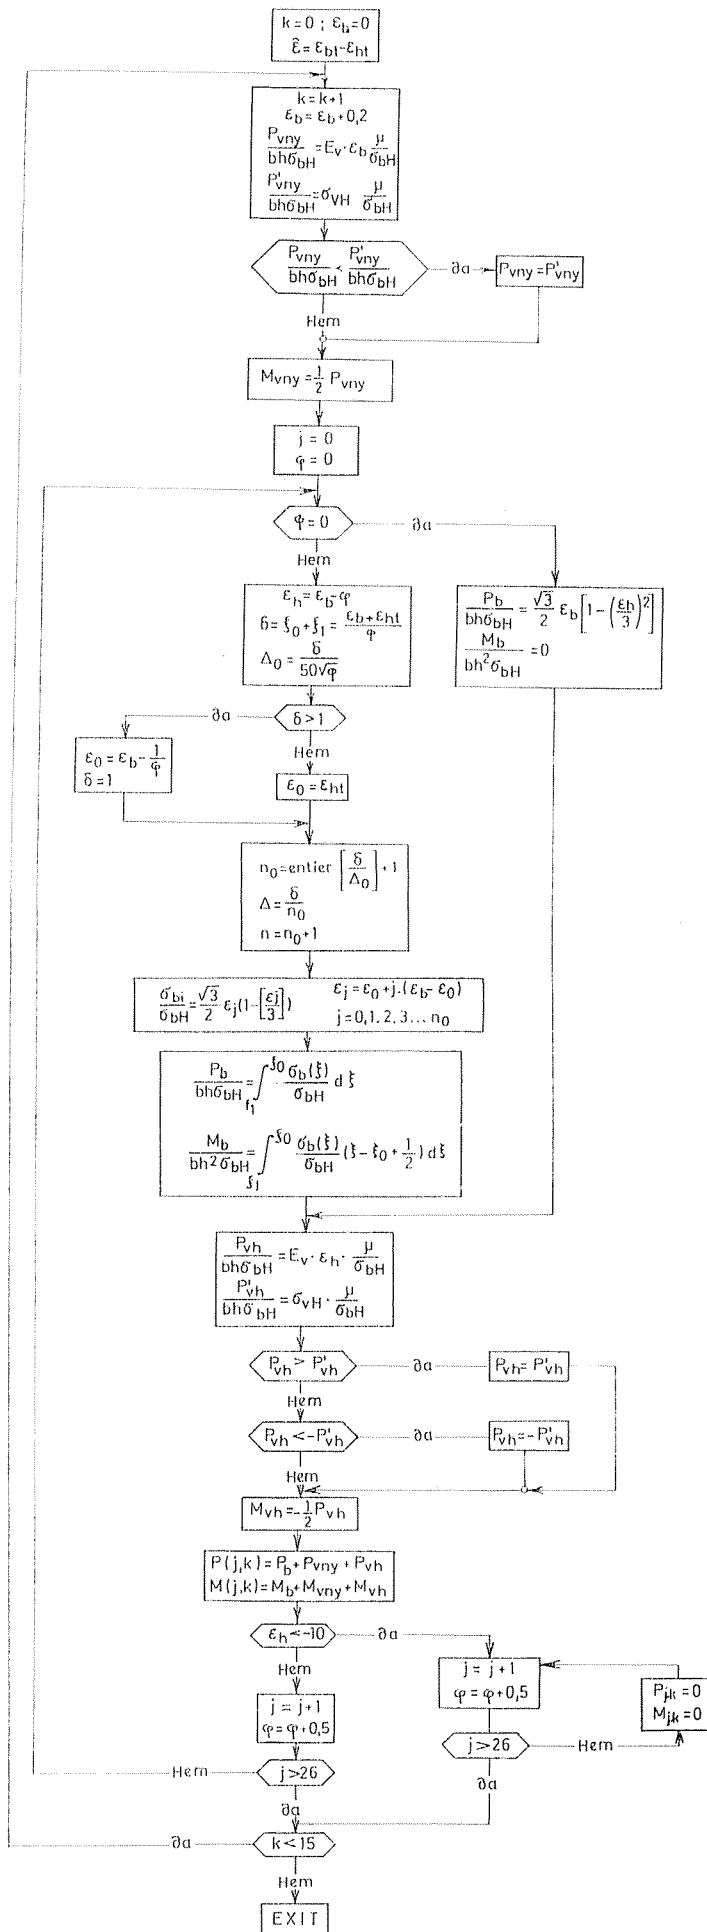 k=0 ; ε_b=0
ε̂=ε_bt-ε_ht
k=k+1
ε_b=ε_b+0,2
P_vny/bhσ_bH = E_v·ε_b μ/σ_bH
P'_vny/bhσ_bH = σ_VH μ/σ_bH
P_vny/bhσ_bH < P'_vny/bhσ_bH
да
P_vny=P'_vny
Нет
M_vny=1/2 P_vny
j=0
φ=0
φ=0
да
Нет
ε_h=ε_b-φ
δ=ξ_0+ξ_1=(ε_b+ε_ht)/φ
Δ_0=δ/50√φ
P_b/bhσ_bH = √3/2 ε_b[1-(ε_h/3)²]
M_b/bh²σ_bH =0
δ>1
да
Нет
ε_0=ε_b-1/φ
δ=1
ε_0=ε_ht
n_0=entier [δ/Δ_0]+1
Δ=δ/n_0
n=n_0+1
σ_bi/σ_bH=√3/2 ε_j(1-[ε_j/3]) ε_j=ε_0+j.(ε_b-ε_0)
j=0,1,2,3...n_0
P_b/bhσ_bH=∫_f1^ξ0 σ_b(ξ)/σ_bH dξ
M_b/bh²σ_bH=∫_ξj^ξ0 σ_b(ξ)/σ_bH (ξ-ξ_0+1/2)dξ
P_vh/bhσ_bH=E_v·ε_h·μ/σ_bH
P'_vh/bhσ_bH=σ_vH·μ/σ_bH
P_vh>P'_vh
да
P_vh=P'_vh
Нет
P_vh<-P'_vh
да
P_vh=-P'_vh
Нет
M_vh=-1/2 P_vh
P(j,k)=P_b+P_vny+P_vh
M(j,k)=M_b+M_vny+M_vh
ε_h<-10
да
Нет
j=j+1
φ=φ+0,5
j=j+1
φ=φ+0,5
P_jk=0
M_jk=0
j>26
Нет
j>26
Нет
да
да
k<15
да
Нет
EXIT